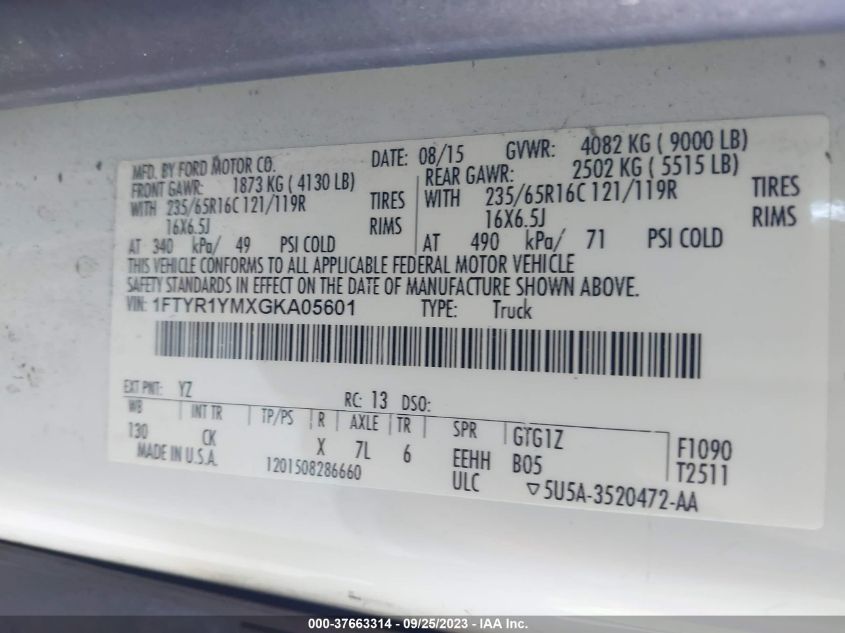 MFD. BY FORD MOTOR CO.
DATE: 08/15 GVWR: 4082 KG ( 9000 LB)
FRONT GAWR: 1873 KG ( 4130 LB)
REAR GAWR: 2502 KG ( 5515 LB)
WITH 235/65R16C 121/119R TIRES
WITH 235/65R16C 121/119R TIRES
16X6.5J RIMS
16X6.5J RIMS
AT 340 kPa/ 49 PSI COLD
AT 490 kPa/ 71 PSI COLD
THIS VEHICLE CONFORMS TO ALL APPLICABLE FEDERAL MOTOR VEHICLE
SAFETY STANDARDS IN EFFECT ON THE DATE OF MANUFACTURE SHOWN ABOVE.
VIN: 1FTYR1YMXGKA05601 TYPE: Truck
EXT PNT: YZ RC: 13 DSO:
WB INT TR TP/PS R AXLE TR SPR GTG1Z F1090
130 CK X 7L 6 EEHH B05 T2511
MADE IN U.S.A. 1201508286660 ULC ▽5U5A-3520472-AA
000-37663314 - 09/25/2023 - IAA Inc.